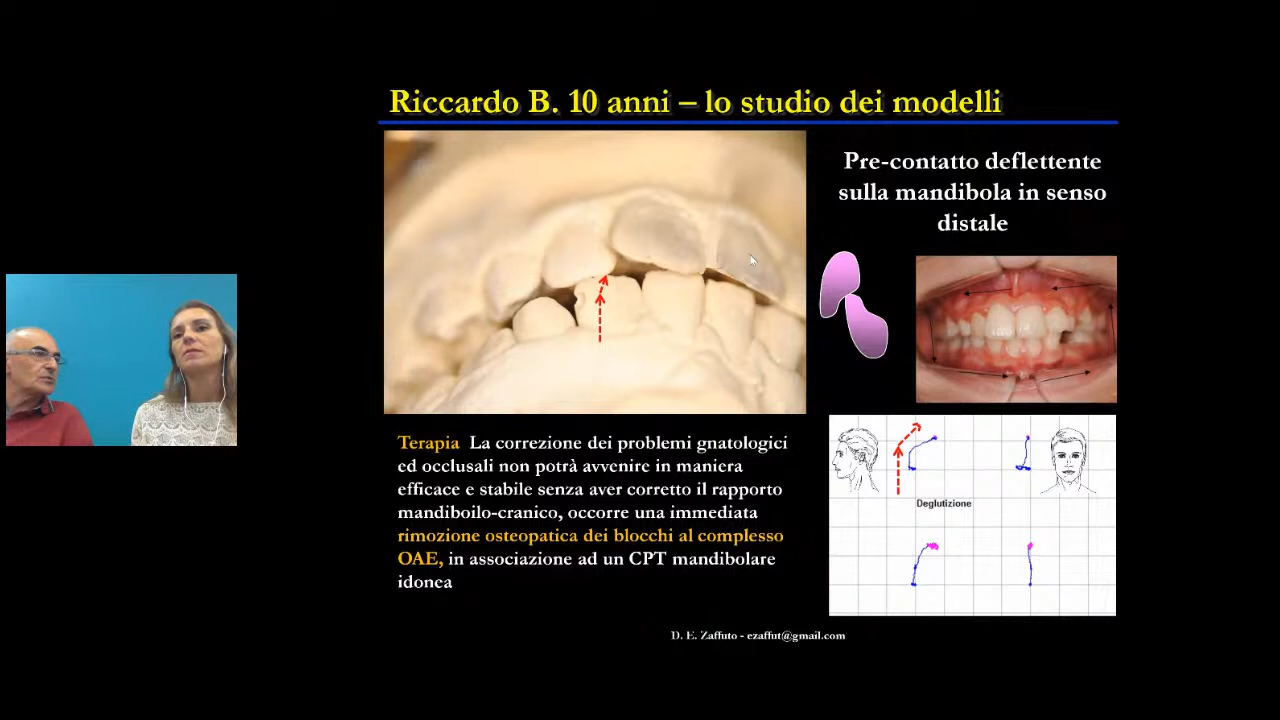 Riccardo B. 10 anni – lo studio dei modelli
Pre-contatto deflettente
sulla mandibola in senso
distale
Terapia La correzione dei problemi gnatologici
ed occlusali non potrà avvenire in maniera
efficace e stabile senza aver corretto il rapporto
mandiboilo-cranico, occorre una immediata
rimozione osteopatica dei blocchi al complesso
OAE, in associazione ad un CPT mandibolare
idonea
Deglutizione
D. E. Zaffuto - ezaffut@gmail.com